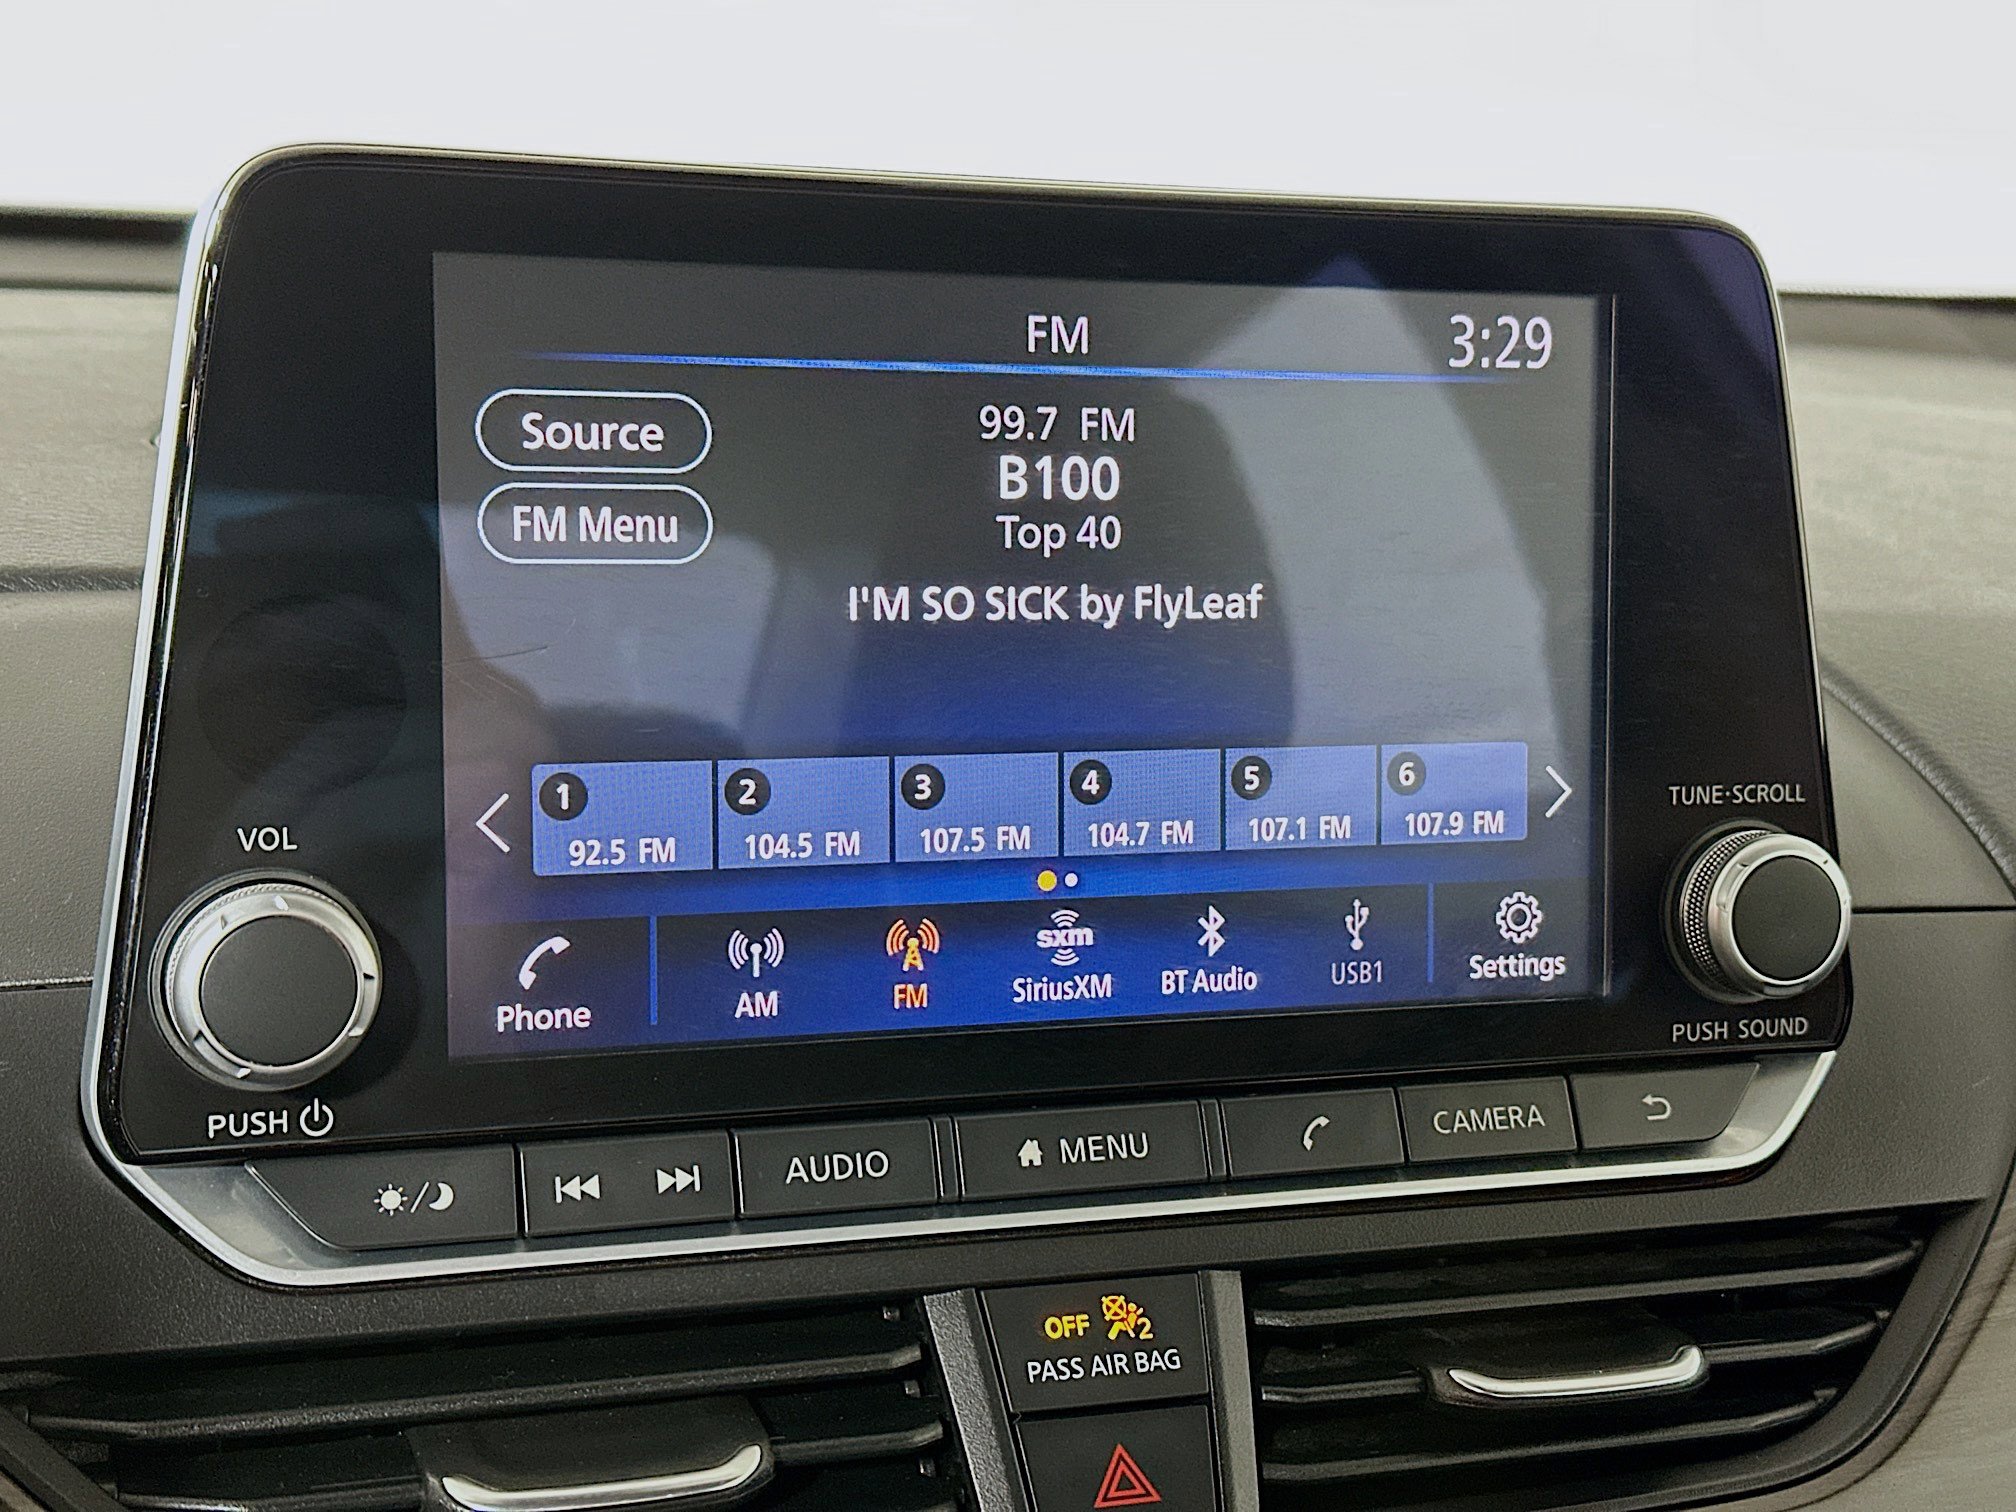 FM
3:29
Source
99.7 FM
B100
FM Menu
Top 40
I'M SO SICK by FlyLeaf
1 92.5 FM
2 104.5 FM
3 107.5 FM
4 104.7 FM
5 107.1 FM
6 107.9 FM
Phone
AM
FM
sxm
SiriusXM
BT Audio
USB1
Settings
VOL
PUSH
TUNE·SCROLL
PUSH SOUND
AUDIO
MENU
CAMERA
OFF 2
PASS AIR BAG